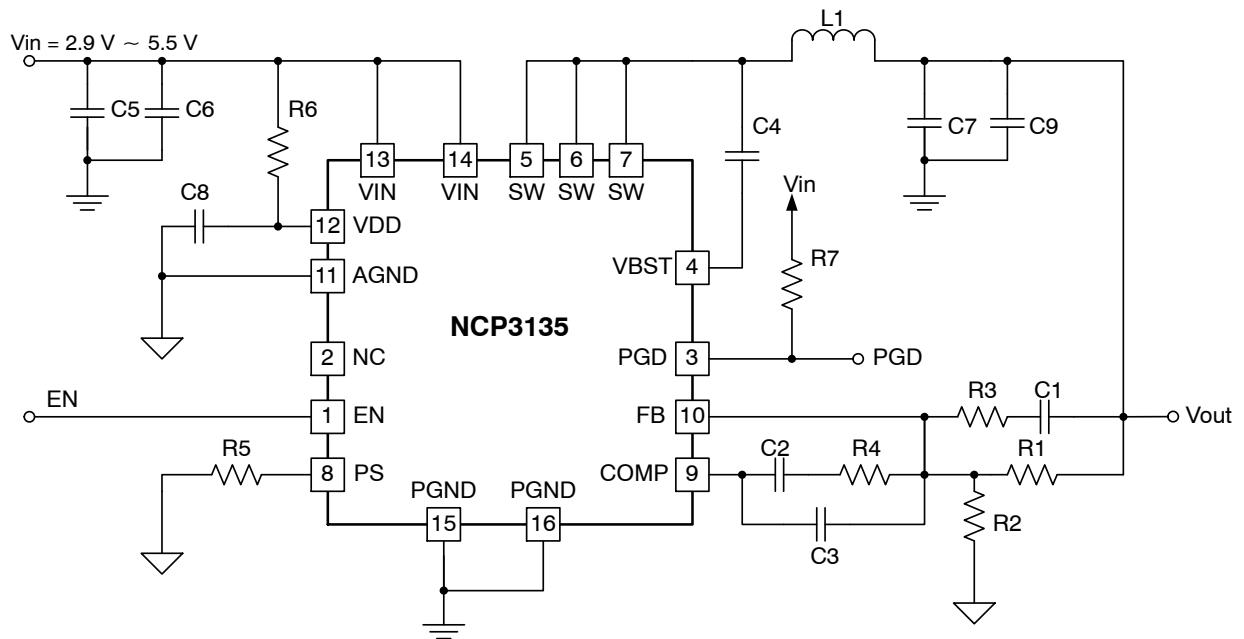 L1
Vin = 2.9 V ~ 5.5 V
C5 C6 R6 C4 C7 C9
13 14 5 6 7
VIN VIN SW SW SW
C8 Vin
12 VDD
11 AGND VBST 4 R7
NCP3135
2 NC PGD 3 PGD
EN R3 C1
1 EN FB 10 Vout
R5 C2 R4 R1
8 PS COMP 9
PGND PGND
15 16 R2
C3